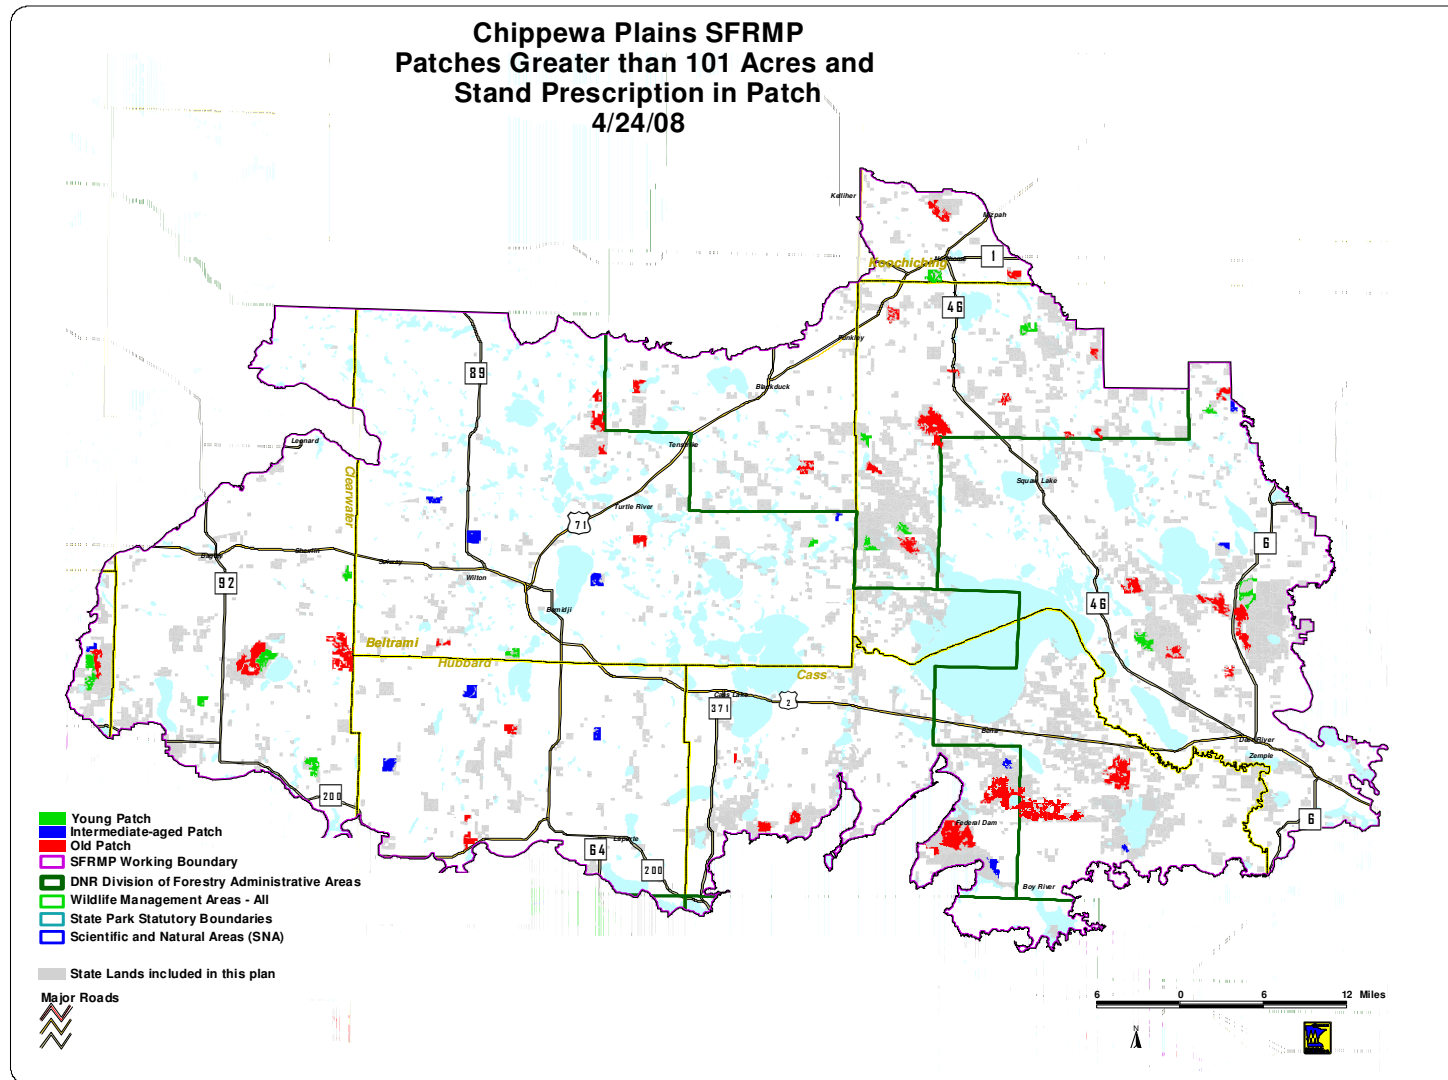 Chippewa Plains SFRMP
Patches Greater than 101 Acres and
Stand Prescription in Patch
4/24/08
Kelliher
Mizpah
Koochiching
1
46
Funkley
89
Blackduck
Leonard
Tenstrike
Clearwater
Squaw Lake
Turtle River
71
6
Bagley
Shevlin
Solway
Wilton
92
Bemidji
46
Beltrami
Hubbard
Cass
Cass Lake
371
2
Bena
Deer River
Zemple
200
6
Federal Dam
64
Laporte
200
Boy River
Young Patch
Intermediate-aged Patch
Old Patch
SFRMP Working Boundary
DNR Division of Forestry Administrative Areas
Wildlife Management Areas - All
State Park Statutory Boundaries
Scientific and Natural Areas (SNA)
State Lands included in this plan
Major Roads
6 0 6 12 Miles
N